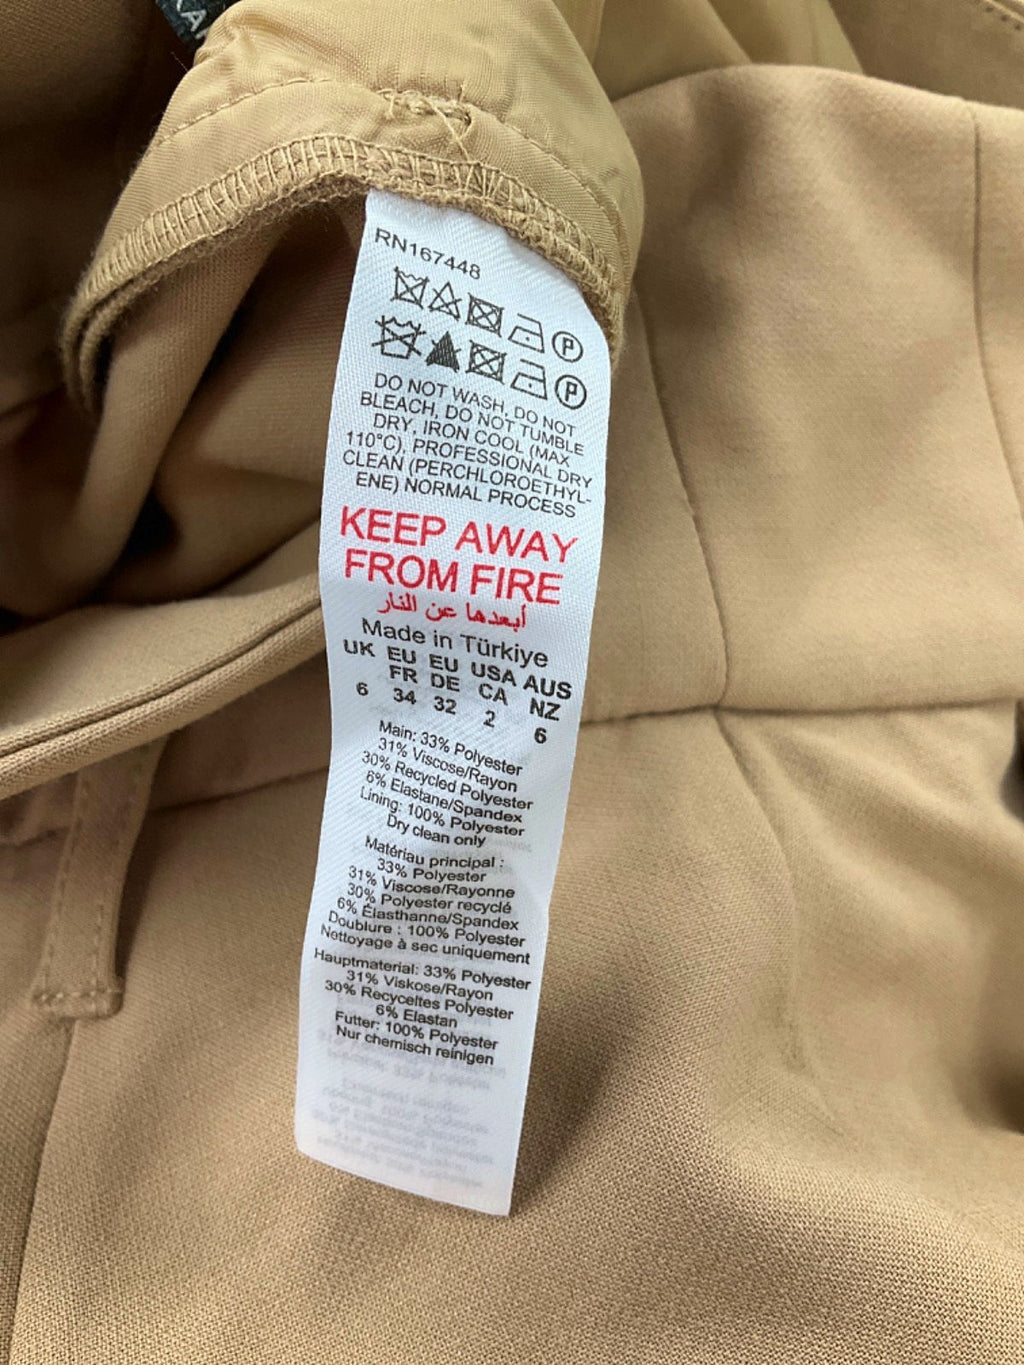 KA
RN167448
P
P
DO NOT WASH, DO NOT
BLEACH, DO NOT TUMBLE
DRY, IRON COOL (MAX
110°C), PROFESSIONAL DRY
CLEAN (PERCHLOROETHYL-
ENE) NORMAL PROCESS
KEEP AWAY
FROM FIRE
أبعدها عن النار
Made in Türkiye
UK EU EU USA AUS
FR DE CA NZ
6 34 32 2 6
Main: 33% Polyester
31% Viscose/Rayon
30% Recycled Polyester
6% Elastane/Spandex
Lining: 100% Polyester
Dry clean only
Matériau principal :
33% Polyester
31% Viscose/Rayonne
30% Polyester recyclé
6% Élasthanne/Spandex
Doublure : 100% Polyester
Nettoyage à sec uniquement
Hauptmaterial: 33% Polyester
31% Viskose/Rayon
30% Recyceltes Polyester
6% Elastan
Futter: 100% Polyester
Nur chemisch reinigen